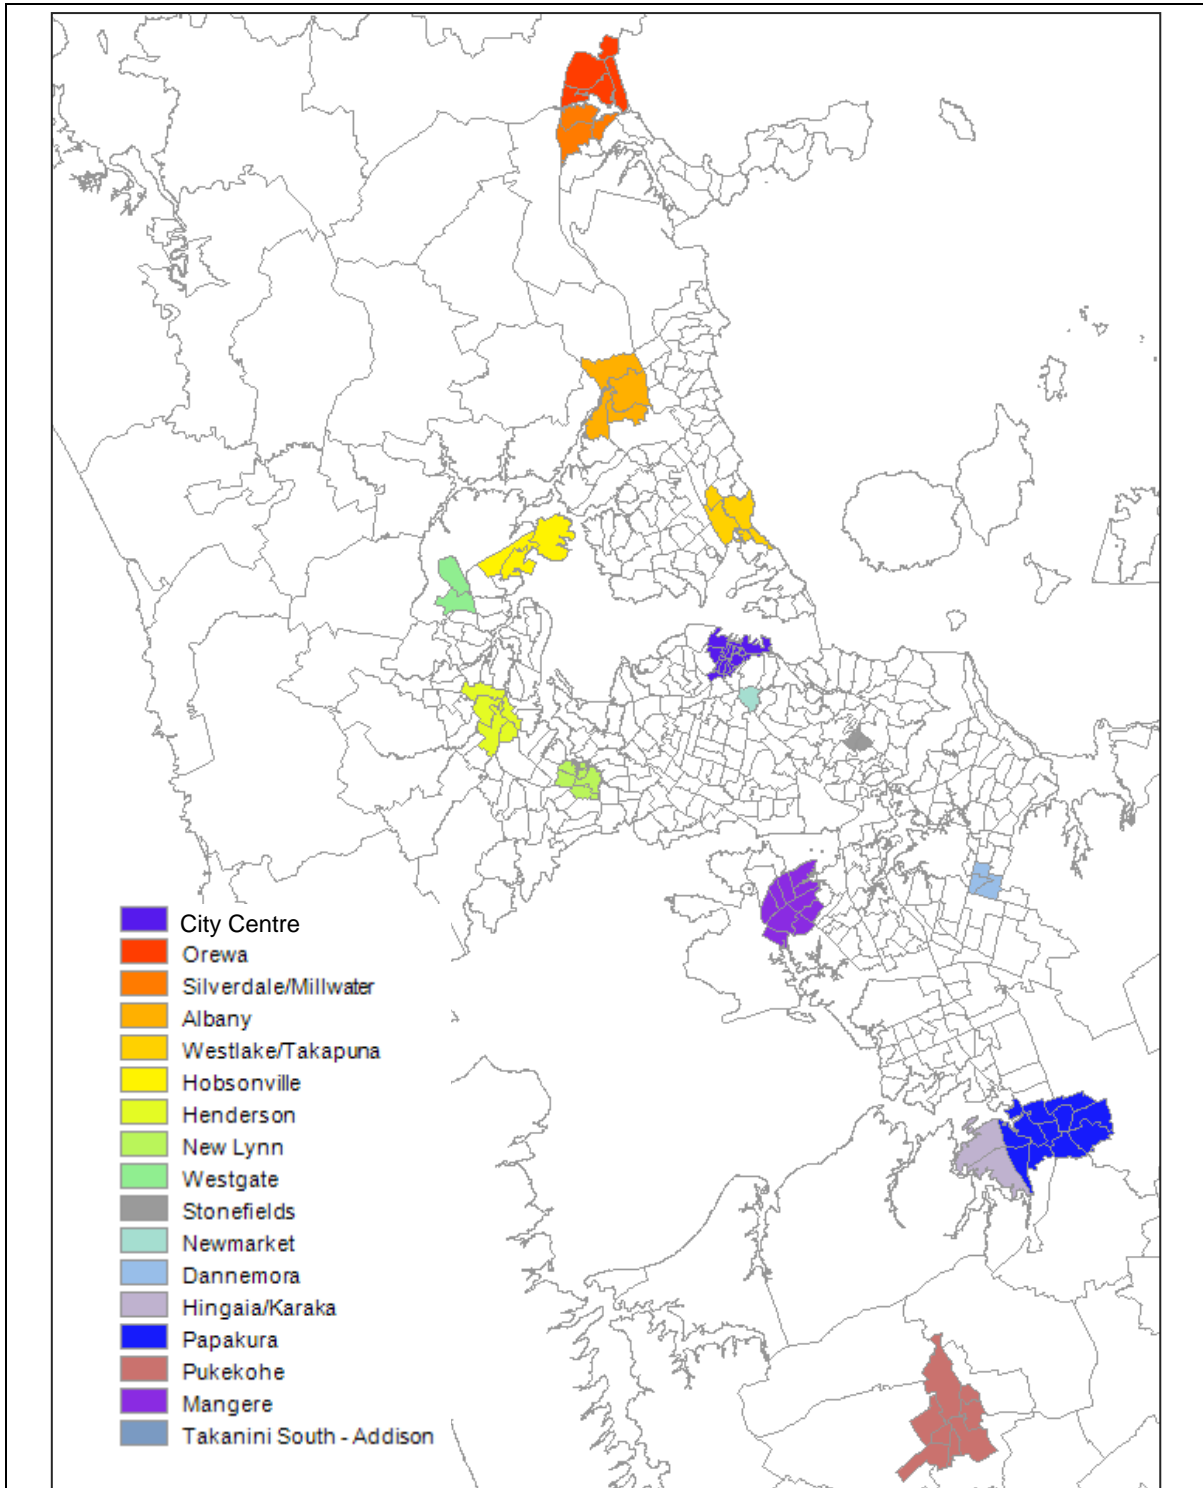 City Centre
Orewa
Silverdale/Millwater
Albany
Westlake/Takapuna
Hobsonville
Henderson
New Lynn
Westgate
Stonefields
Newmarket
Dannemora
Hingaia/Karaka
Papakura
Pukekohe
Mangere
Takanini South - Addison